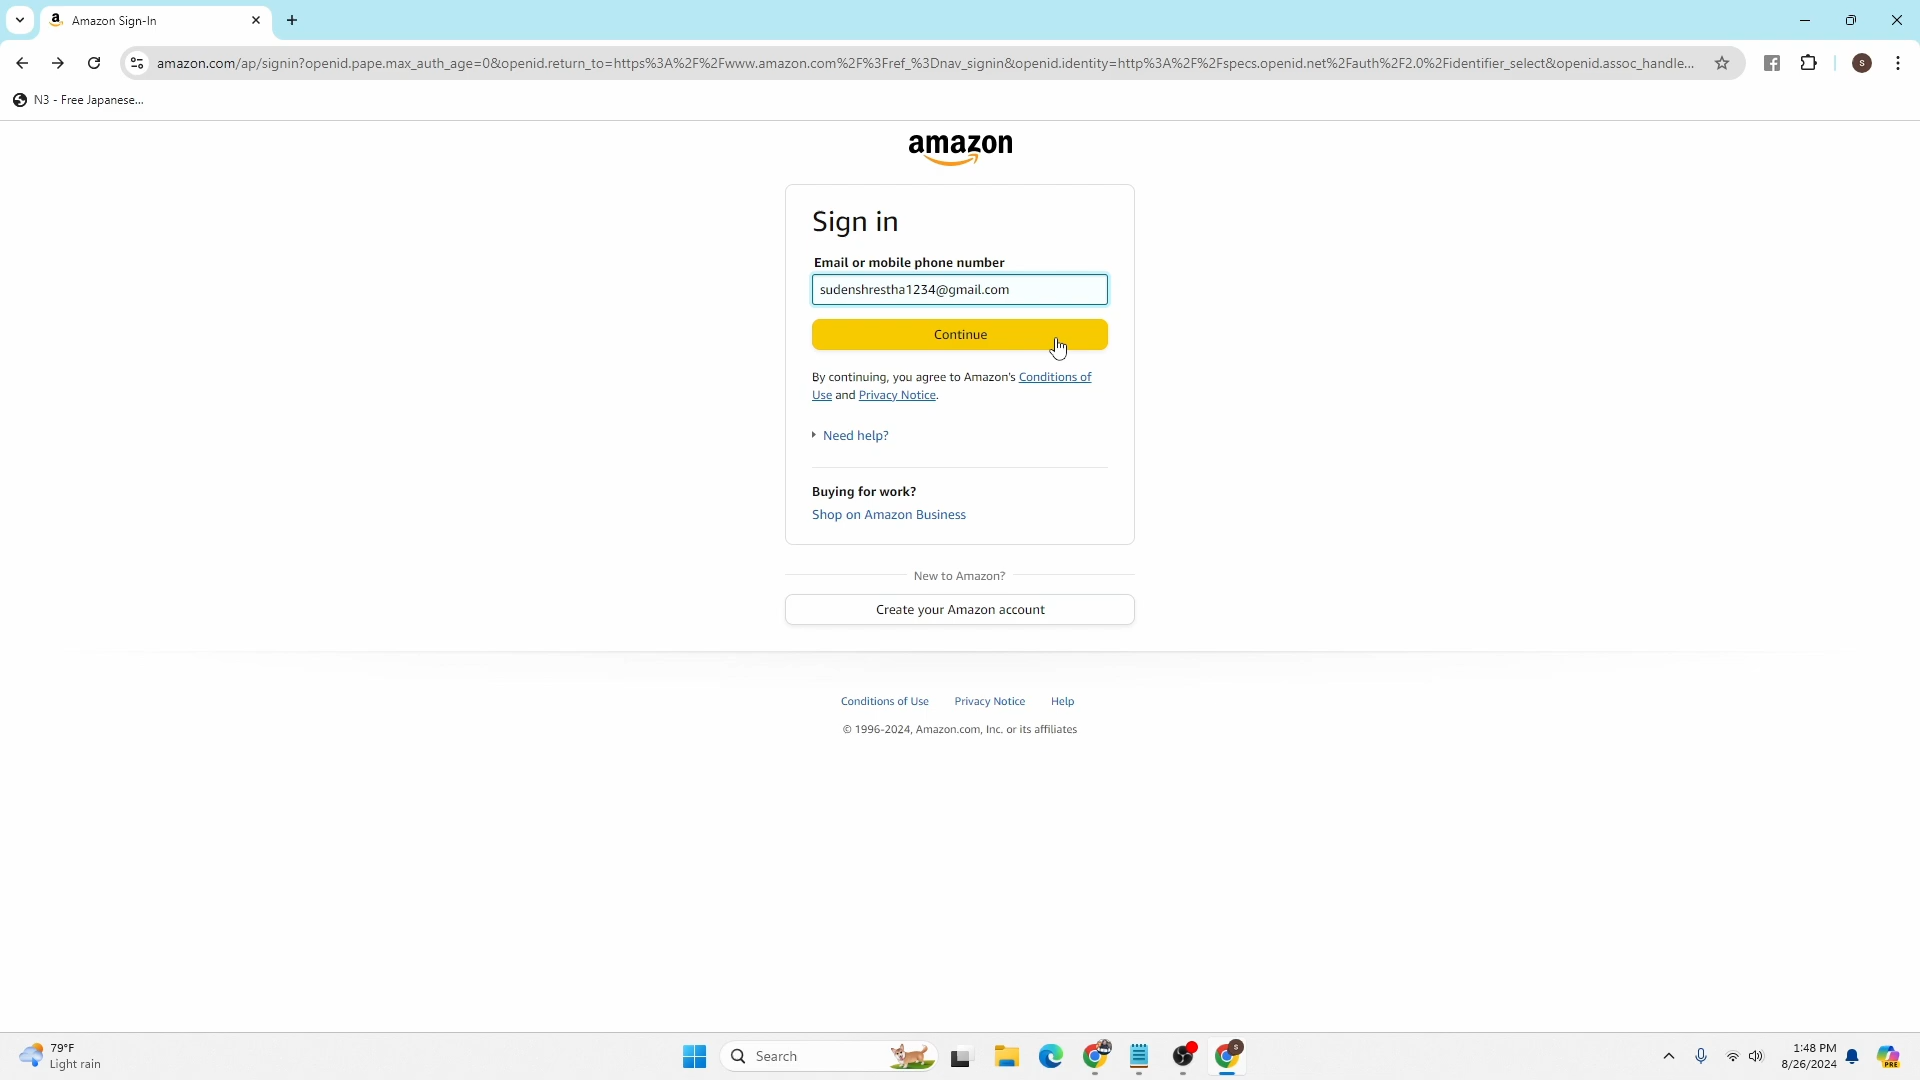 Amazon Sign-In
amazon.com/ap/signin?openid.pape.max_auth_age=0&openid.return_to=https%3A%2F%2Fwww.amazon.com%2F%3Fref_%3Dnav_signin&openid.identity=http%3A%2F%2Fspecs.openid.net%2Fauth%2F2.0%2Fidentifier_select&openid.assoc_handle...
S
N3 - Free Japanese...
amazon
Sign in
Email or mobile phone number
sudenshrestha1234@gmail.com
Continue
By continuing, you agree to Amazon's Conditions of
Use and Privacy Notice.
Need help?
Buying for work?
Shop on Amazon Business
New to Amazon?
Create your Amazon account
Conditions of Use Privacy Notice Help
© 1996-2024, Amazon.com, Inc. or its affiliates
79°F
Light rain
Search
S
1:48 PM
8/26/2024
PRE